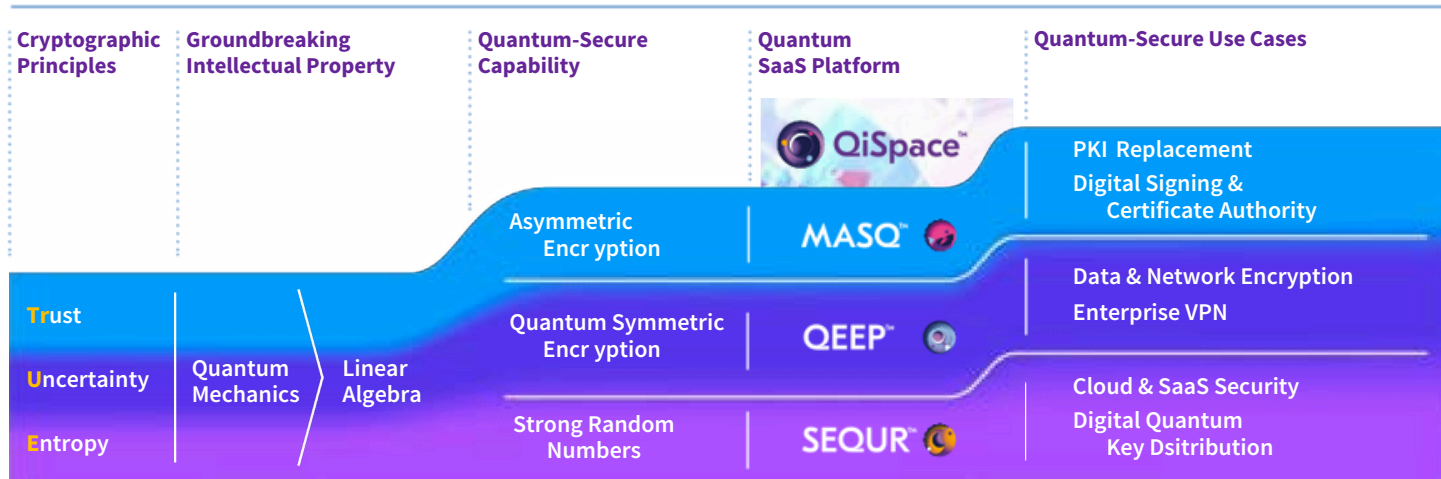 Cryptographic
Principles
Groundbreaking
Intellectual Property
Quantum-Secure
Capability
Quantum
SaaS Platform
Quantum-Secure Use Cases
QiSpace™
Trust
Uncertainty
Entropy
Quantum
Mechanics
Linear
Algebra
Asymmetric
Encr yption
Quantum Symmetric
Encr yption
Strong Random
Numbers
MASQ™
QEEP™
SEQUR™
PKI Replacement
Digital Signing &
Certificate Authority
Data & Network Encryption
Enterprise VPN
Cloud & SaaS Security
Digital Quantum
Key Dsitribution